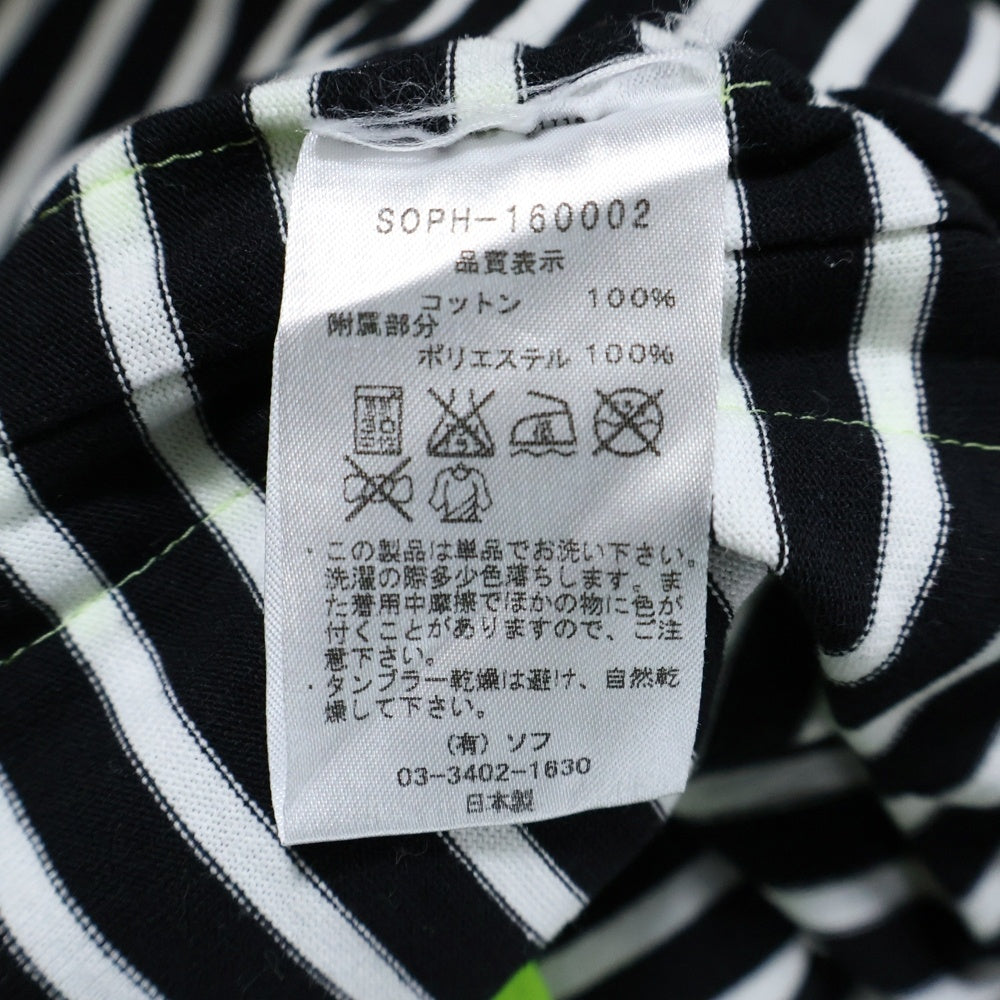 SOPH-160002
品質表示
コットン 100%
附属部分
ポリエステル 100%
・この製品は単品でお洗い下さい。
洗濯の際多少色落ちします。ま
た着用中摩擦でほかの物に色が
付くことがありますので、ご注
意下さい。
・タンブラー乾燥は避け、自然乾
燥して下さい。
(有)ソフ
03-3402-1630
日本製